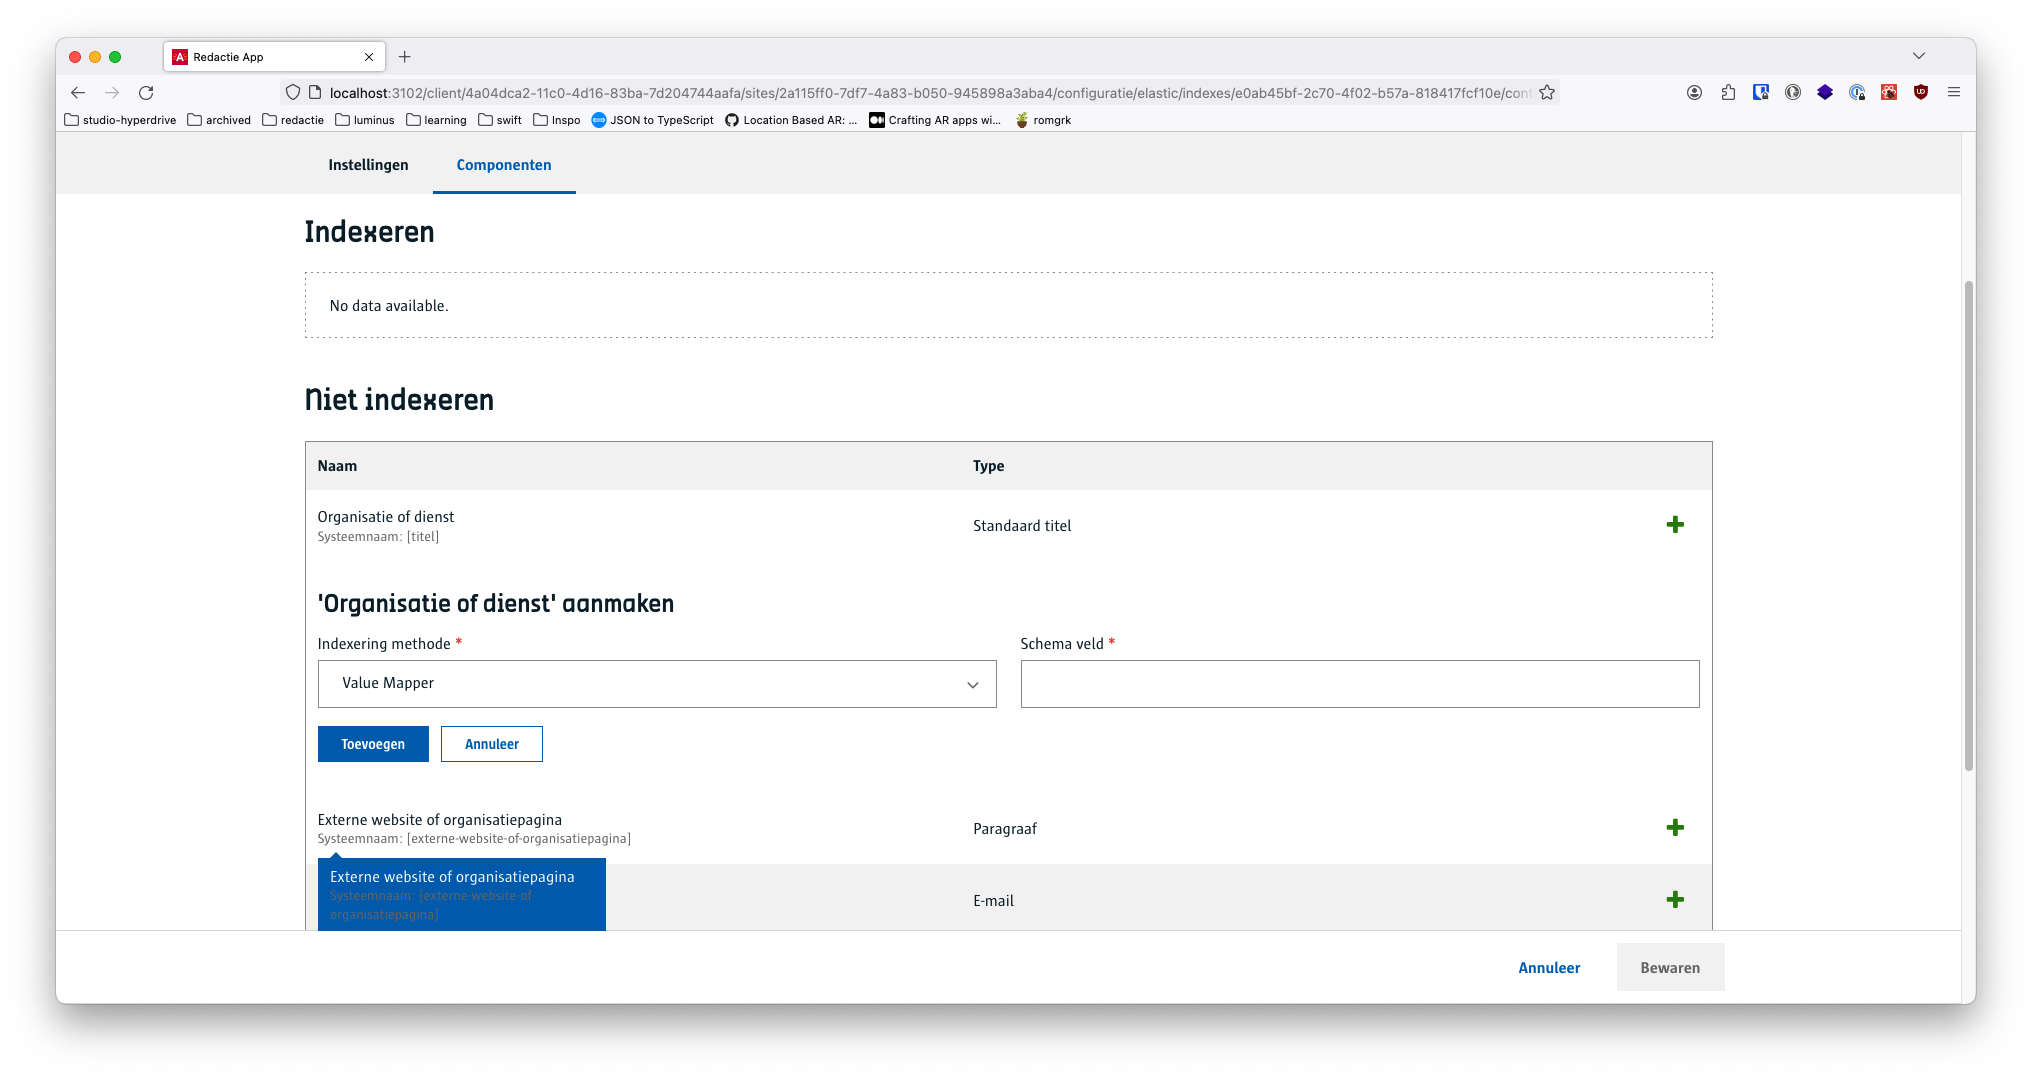 Redactie App
localhost:3102/client/4a04dca2-11c0-4d16-83ba-7d204744aafa/sites/2a115ff0-7df7-4a83-b050-945898a3aba4/configuratie/elastic/indexes/e0ab45bf-2c70-4f02-b57a-818417fcf10e/con
studio-hyperdrive archived redactie luminus learning swift Inspo JSON to TypeScript Location Based AR: ... Crafting AR apps wi... romgrk
Instellingen Componenten
Indexeren
No data available.
Niet indexeren
Naam Type
Organisatie of dienst
Systeemnaam: [titel]
Standaard titel
'Organisatie of dienst' aanmaken
Indexering methode * Schema veld *
Value Mapper
Toevoegen Annuleer
Externe website of organisatiepagina
Systeemnaam: [externe-website-of-organisatiepagina]
Paragraaf
Externe website of organisatiepagina
Systeemnaam: [externe-website-of-
organisatiepagina]
E-mail
Annuleer Bewaren